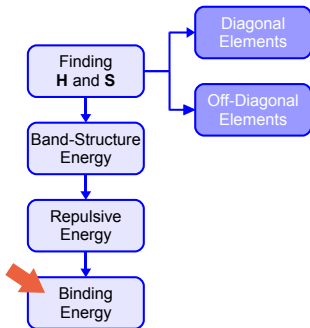 Diagonal
Elements
Finding
H and S
Off-Diagonal
Elements
Band-Structure
Energy
Repulsive
Energy
Binding
Energy